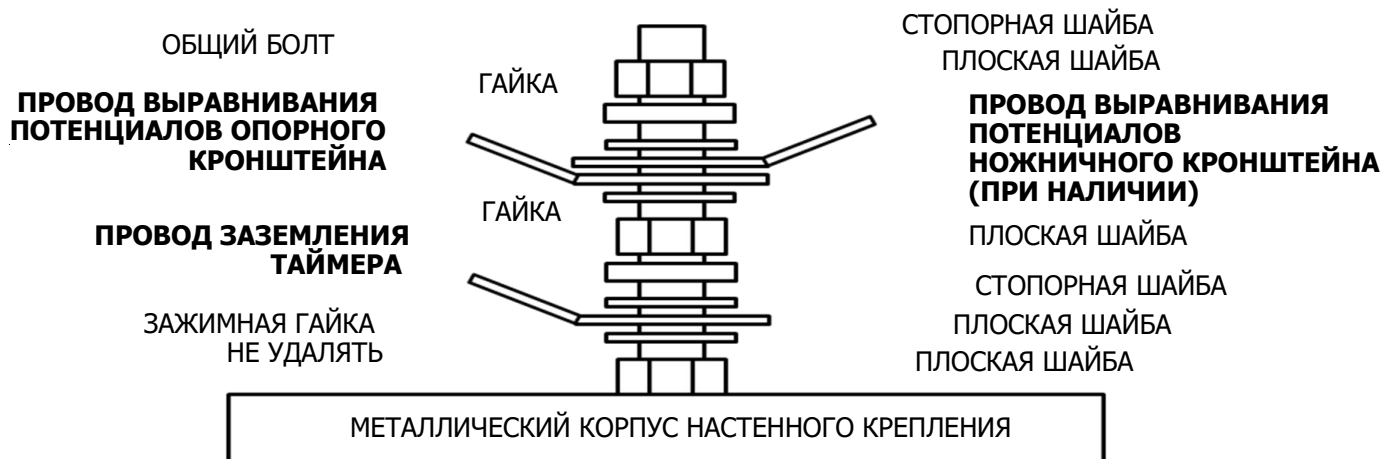 ОБЩИЙ БОЛТ
ГАЙКА
ПРОВОД ВЫРАВНИВАНИЯ
ПОТЕНЦИАЛОВ ОПОРНОГО
КРОНШТЕЙНА
ГАЙКА
ПРОВОД ЗАЗЕМЛЕНИЯ
ТАЙМЕРА
ЗАЖИМНАЯ ГАЙКА
НЕ УДАЛЯТЬ
СТОПОРНАЯ ШАЙБА
ПЛОСКАЯ ШАЙБА
ПРОВОД ВЫРАВНИВАНИЯ
ПОТЕНЦИАЛОВ
НОЖНИЧНОГО КРОНШТЕЙНА
(ПРИ НАЛИЧИИ)
ПЛОСКАЯ ШАЙБА
СТОПОРНАЯ ШАЙБА
ПЛОСКАЯ ШАЙБА
ПЛОСКАЯ ШАЙБА
МЕТАЛЛИЧЕСКИЙ КОРПУС НАСТЕННОГО КРЕПЛЕНИЯ